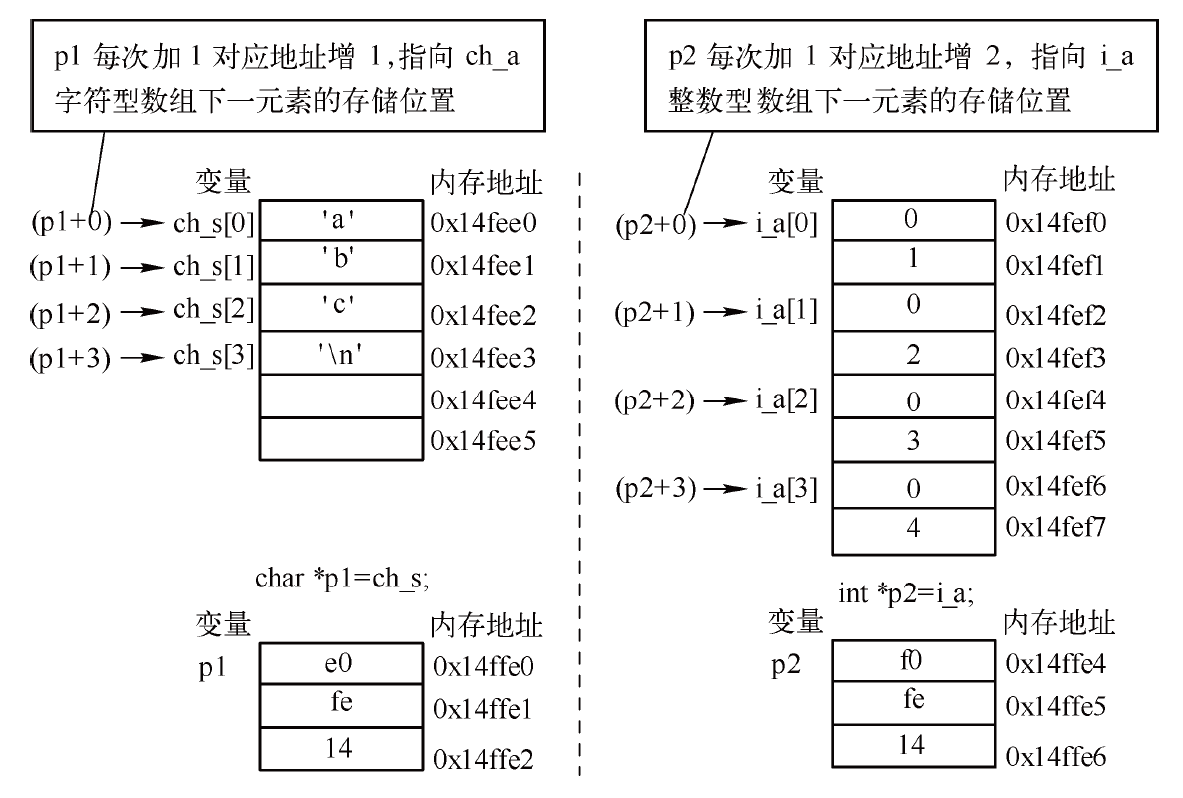 p1 每次加 1 对应地址增 1,指向 ch_a
字符型数组下一元素的存储位置
变量 内存地址
(p1+0) ch_s[0] 'a' 0x14fee0
(p1+1) ch_s[1] 'b' 0x14fee1
(p1+2) ch_s[2] 'c' 0x14fee2
(p1+3) ch_s[3] '\n' 0x14fee3
0x14fee4
0x14fee5
char *p1=ch_s;
变量 内存地址
p1 e0 0x14ffe0
fe 0x14ffe1
14 0x14ffe2
p2 每次加 1 对应地址增 2, 指向 i_a
整数型数组下一元素的存储位置
变量 内存地址
(p2+0) i_a[0] 0 0x14fef0
1 0x14fef1
(p2+1) i_a[1] 0 0x14fef2
2 0x14fef3
(p2+2) i_a[2] 0 0x14fef4
3 0x14fef5
(p2+3) i_a[3] 0 0x14fef6
4 0x14fef7
int *p2=i_a;
变量 内存地址
p2 f0 0x14ffe4
fe 0x14ffe5
14 0x14ffe6